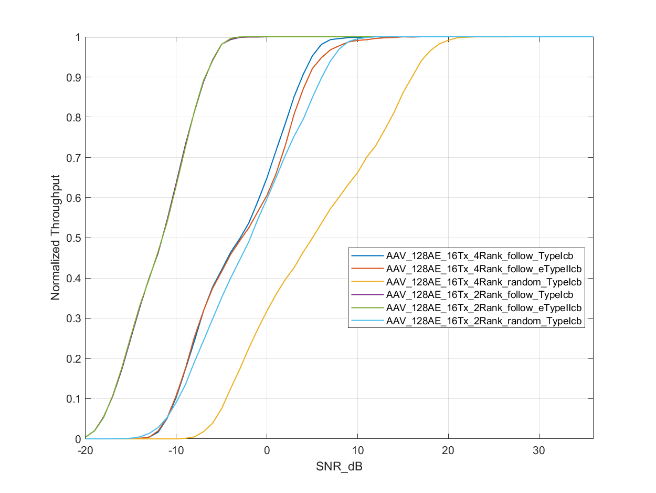 1
0.9
0.8
0.7
0.6
0.5
0.4
0.3
0.2
0.1
0
Normalized Throughput
AAV_128AE_16Tx_4Rank_follow_TypeIcb
AAV_128AE_16Tx_4Rank_follow_eTypeIIcb
AAV_128AE_16Tx_4Rank_random_TypeIcb
AAV_128AE_16Tx_2Rank_follow_TypeIcb
AAV_128AE_16Tx_2Rank_follow_eTypeIIcb
AAV_128AE_16Tx_2Rank_random_TypeIcb
-20 -10 0 10 20 30
SNR_dB